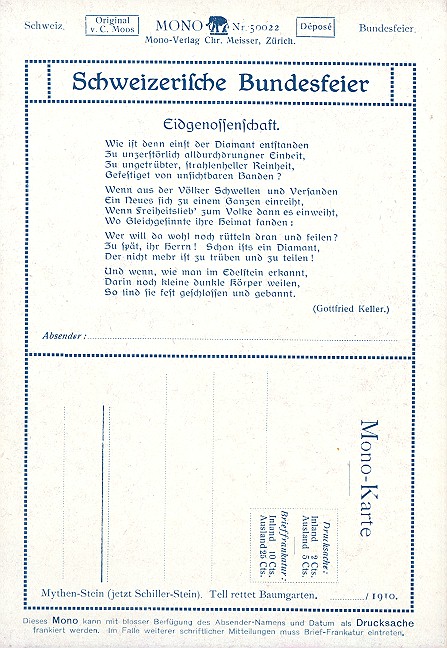 Schweiz. Original v. C. Moos MONO Nr. 50022 Déposé Bundesfeier.
Mono-Verlag Chr. Meisser, Zürich.
Schweizerische Bundesfeier
Eidgenossenschaft.
Wie ist denn einst der Diamant entstanden
Zu unzerstörlich alldurchdrungner Einheit,
Zu ungetrübter, strahlenheller Reinheit,
Gefestiget von unsichtbaren Banden?
Wenn aus der Völker Schwellen und Versanden
Ein Neues sich zu einem Ganzen einreiht,
Wenn Freiheitslieb' zum Volke dann es einweiht,
Wo Gleichgesinnte ihre Heimat fanden:
Wer will da wohl noch rütteln dran und feilen?
Zu spät, ihr Herrn! Schon ists ein Diamant,
Der nicht mehr ist zu trüben und zu teilen!
Und wenn, wie man im Edelstein erkannt,
Darin noch kleine dunkle Körper weilen,
So sind sie fest geschlossen und gebannt.
(Gottfried Keller.)
Absender:
Mono-Karte
Drucksache:
Inland 2 Cts.
Ausland 5 Cts.
Brieffrankatur:
Inland 10 Cts.
Ausland 25 Cts.
Mythen-Stein (jetzt Schiller-Stein). Tell rettet Baumgarten. / 1910.
Dieses Mono kann mit blosser Berfügung des Absender-Namens und Datum als Drucksache
frankiert werden. Im Falle weiterer schriftlicher Mitteilungen muss Brief-Frankatur eintreten.